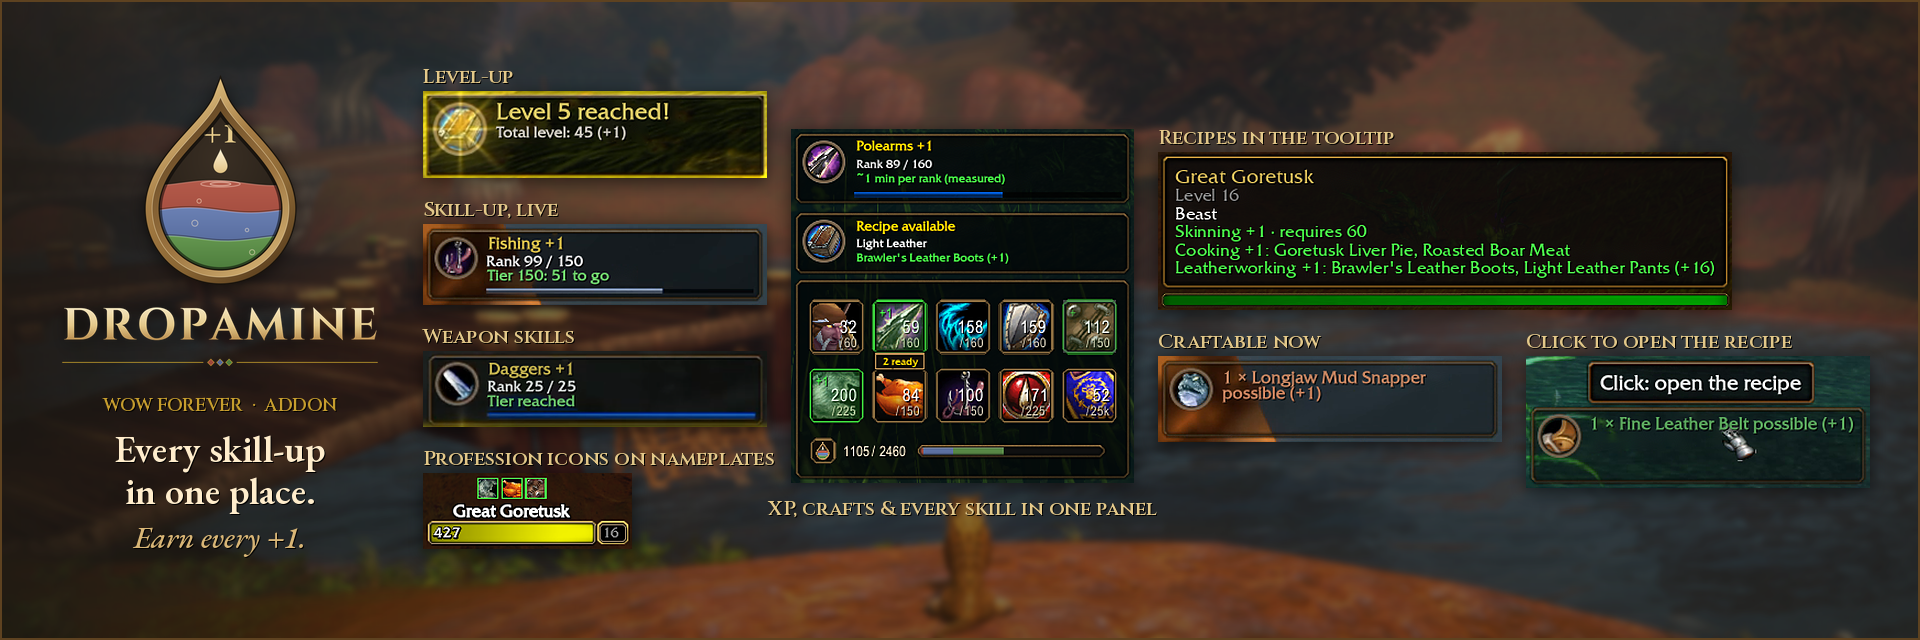 +1
DROPAMINE
WOW FOREVER · ADDON
Every skill-up
in one place.
Earn every +1.
LEVEL-UP
Level 5 reached!
Total level: 45 (+1)
SKILL-UP, LIVE
Fishing +1
Rank 99 / 150
Tier 150: 51 to go
WEAPON SKILLS
Daggers +1
Rank 25 / 25
Tier reached
PROFESSION ICONS ON NAMEPLATES
Great Goretusk
427 16
Polearms +1
Rank 89 / 160
~1 min per rank (measured)
Recipe available
Light Leather
Brawler's Leather Boots (+1)
32 /60
+1 59 /160
158 /160
159 /160
112 /150
2 ready
+1 200 /225
84 /150
100 /150
171 /225
52 /25k
1105 / 2460
XP, CRAFTS & EVERY SKILL IN ONE PANEL
RECIPES IN THE TOOLTIP
Great Goretusk
Level 16
Beast
Skinning +1 · requires 60
Cooking +1: Goretusk Liver Pie, Roasted Boar Meat
Leatherworking +1: Brawler's Leather Boots, Light Leather Pants (+16)
CRAFTABLE NOW
1 × Longjaw Mud Snapper
possible (+1)
CLICK TO OPEN THE RECIPE
Click: open the recipe
1 × Fine Leather Belt possible (+1)